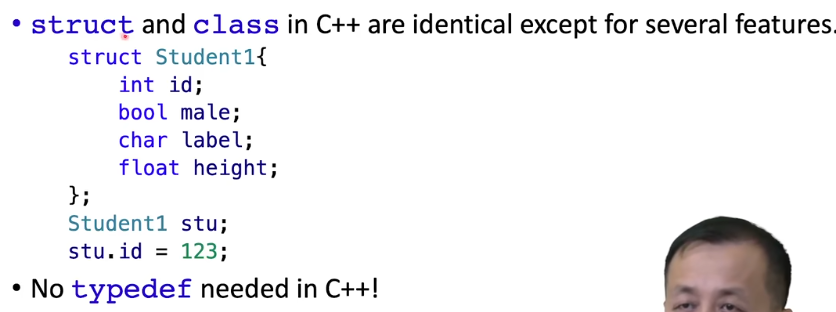 • struct and class in C++ are identical except for several features.
struct Student1{
int id;
bool male;
char label;
float height;
};
Student1 stu;
stu.id = 123;
• No typedef needed in C++!